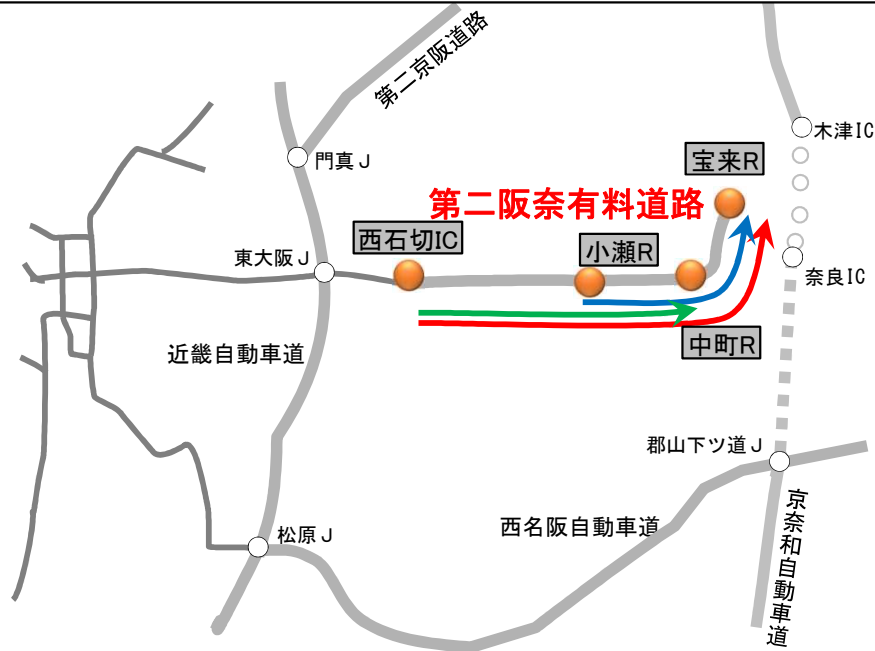 第二京阪道路
木津IC
門真J
宝来R
第二阪奈有料道路
西石切IC
小瀬R
東大阪J
奈良IC
中町R
近畿自動車道
郡山下ツ道J
西名阪自動車道
松原J
京奈和自動車道